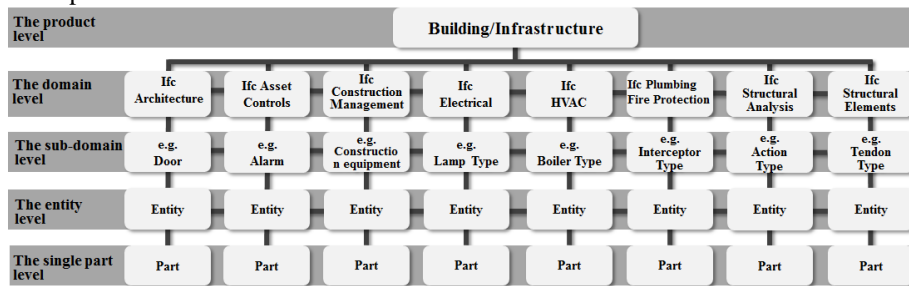 The product
level
Building/Infrastructure
The domain
level
Ifc
Architecture
Ifc Asset
Controls
Ifc
Construction
Management
Ifc
Electrical
Ifc
HVAC
Ifc Plumbing
Fire Protection
Ifc
Structural
Analysis
Ifc
Structural
Elements
The sub-domain
level
e.g.
Door
e.g.
Alarm
e.g.
Constructio
n equipment
e.g.
Lamp Type
e.g.
Boiler Type
e.g.
Interceptor
Type
e.g.
Action
Type
e.g.
Tendon
Type
The entity
level
Entity
Entity
Entity
Entity
Entity
Entity
Entity
Entity
The single part
level
Part
Part
Part
Part
Part
Part
Part
Part